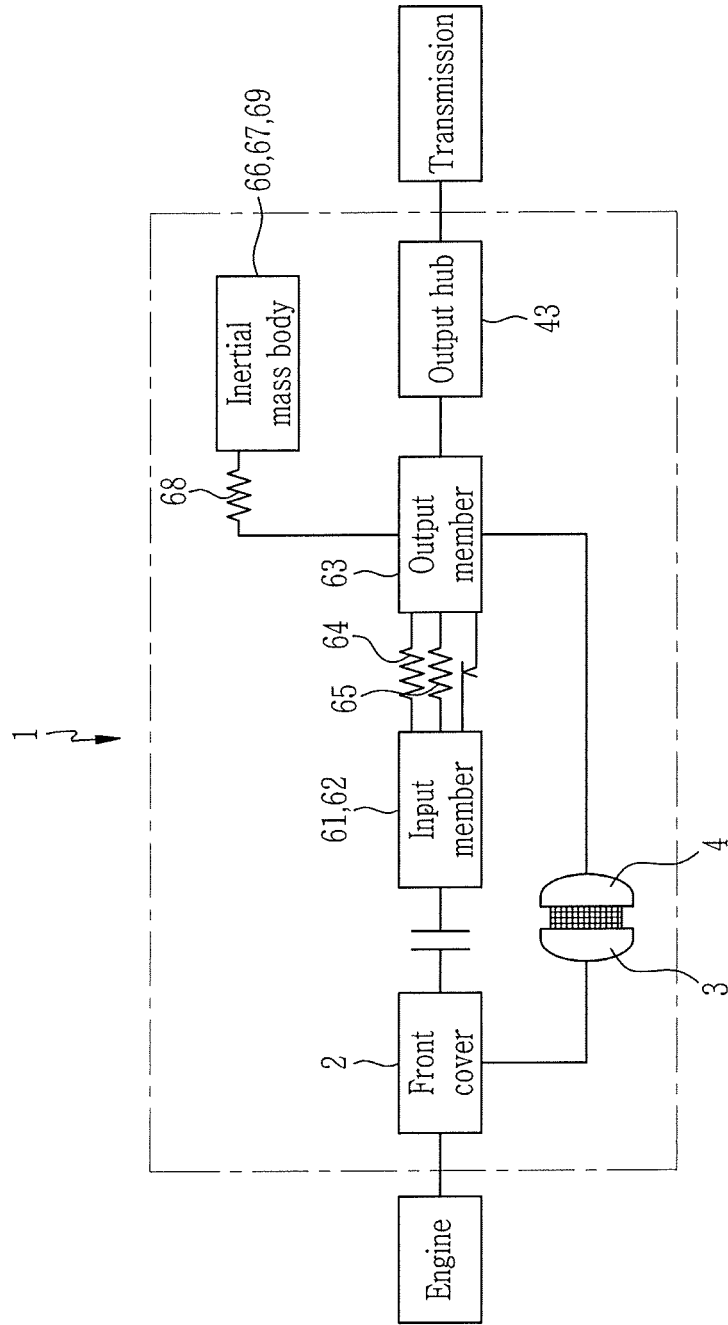 1
Engine
Front
cover
2
3
4
Input
member
61,62
64
65
Output
member
63
68
Inertial
mass body
66,67,69
Output hub
43
Transmission